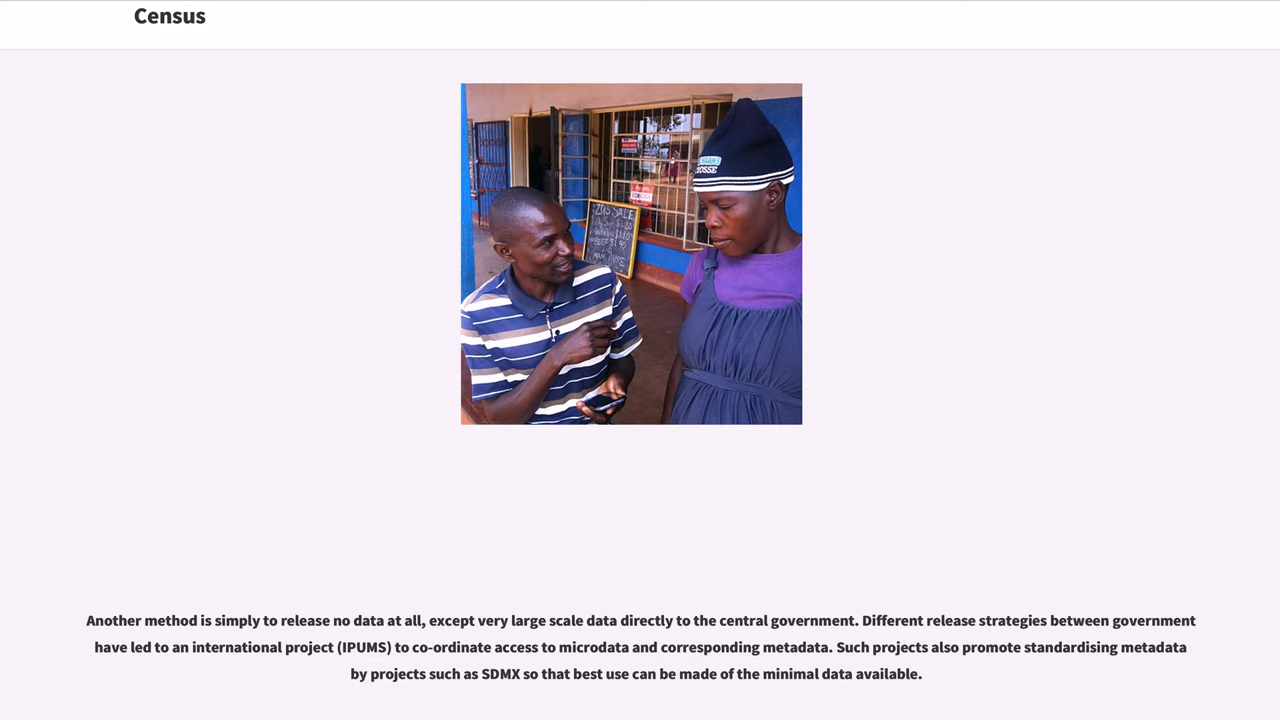 Census
2015 SALE
Another method is simply to release no data at all, except very large scale data directly to the central government. Different release strategies between government
have led to an international project (IPUMS) to co-ordinate access to microdata and corresponding metadata. Such projects also promote standardising metadata
by projects such as SDMX so that best use can be made of the minimal data available.